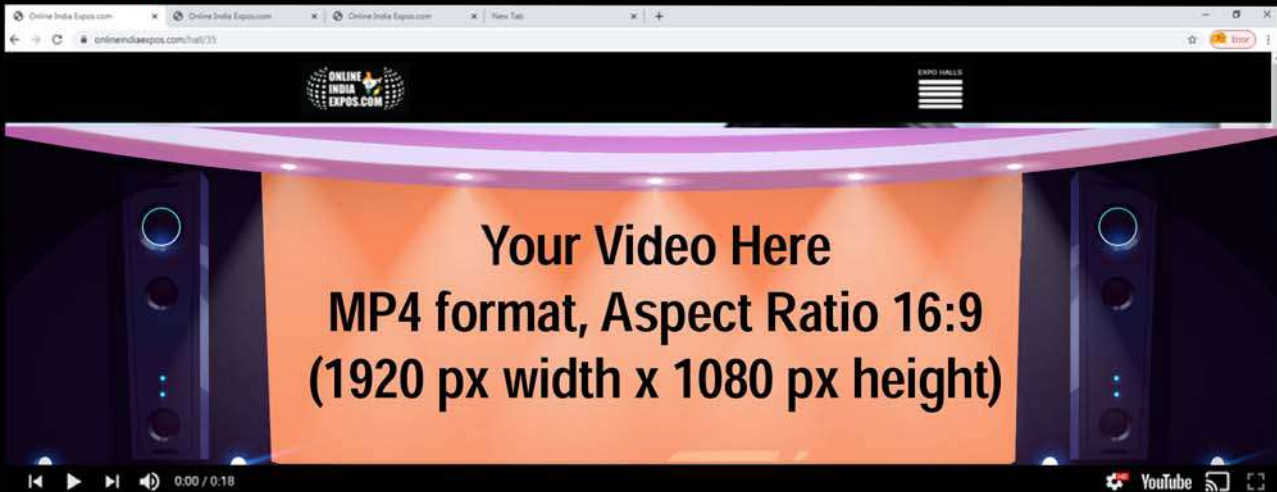 Online India Expos.com
Online India Expos.com
Online India Expos.com
New Tab
onlineindiaexpos.com/hall/35
Error
ONLINE
INDIA
EXPOS.COM
EXPO HALLS
Your Video Here
MP4 format, Aspect Ratio 16:9
(1920 px width x 1080 px height)
0:00 / 0:18
HD
YouTube